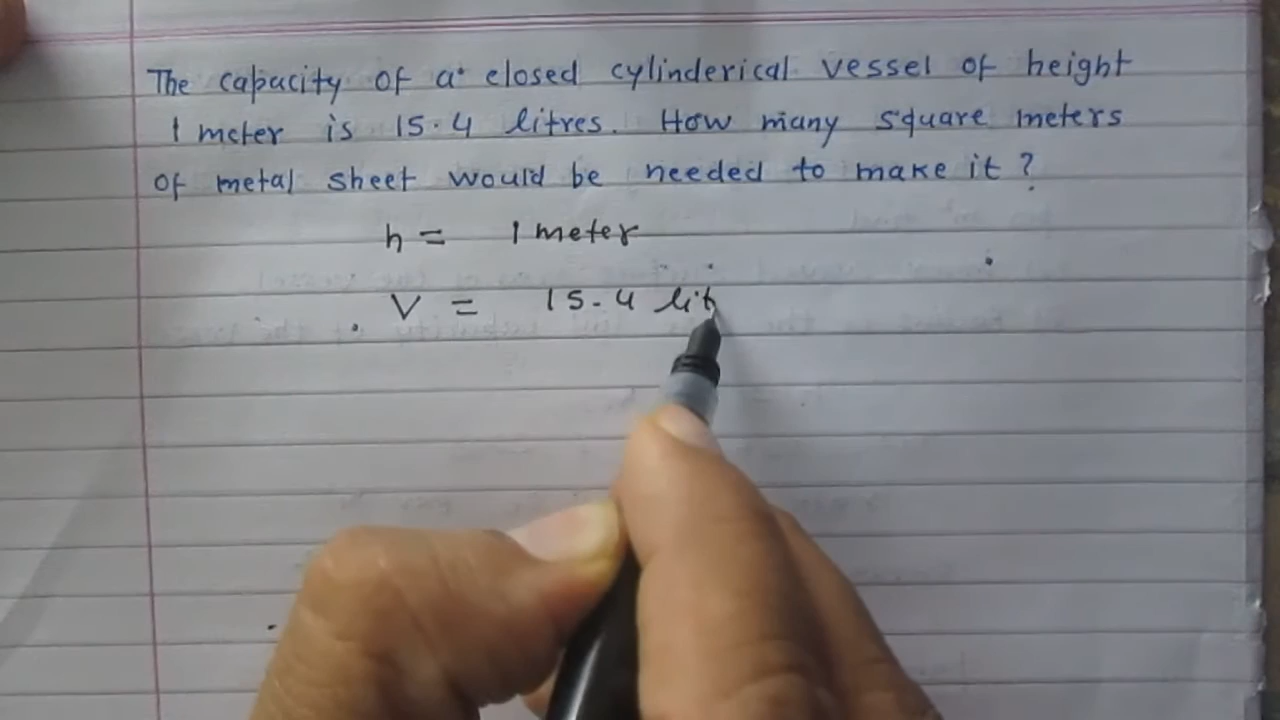 The capacity of a closed cylinderical vessel of height
1 meter is 15.4 litres. How many square meters
of metal sheet would be needed to make it ?
h = 1 meter
V = 15.4 lit